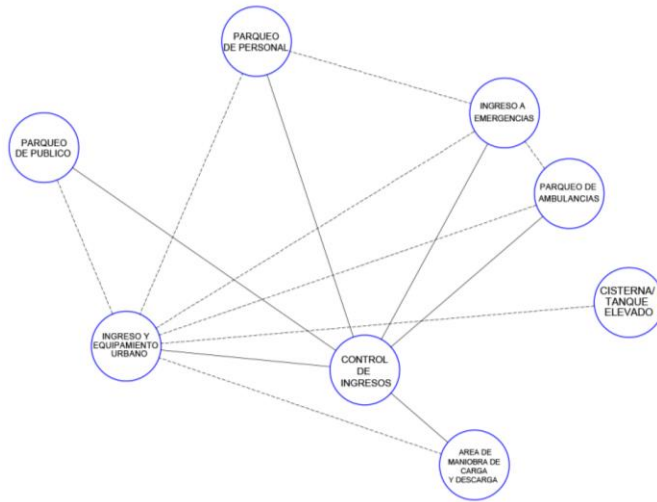 PARQUEO
DE PERSONAL
INGRESO A
EMERGENCIAS
PARQUEO
DE PUBLICO
PARQUEO DE
AMBULANCIAS
CISTERNA/
TANQUE
ELEVADO
INGRESO Y
EQUIPAMIENTO
URBANO
CONTROL
DE
INGRESOS
AREA DE
MANIOBRA DE
CARGA
Y DESCARGA